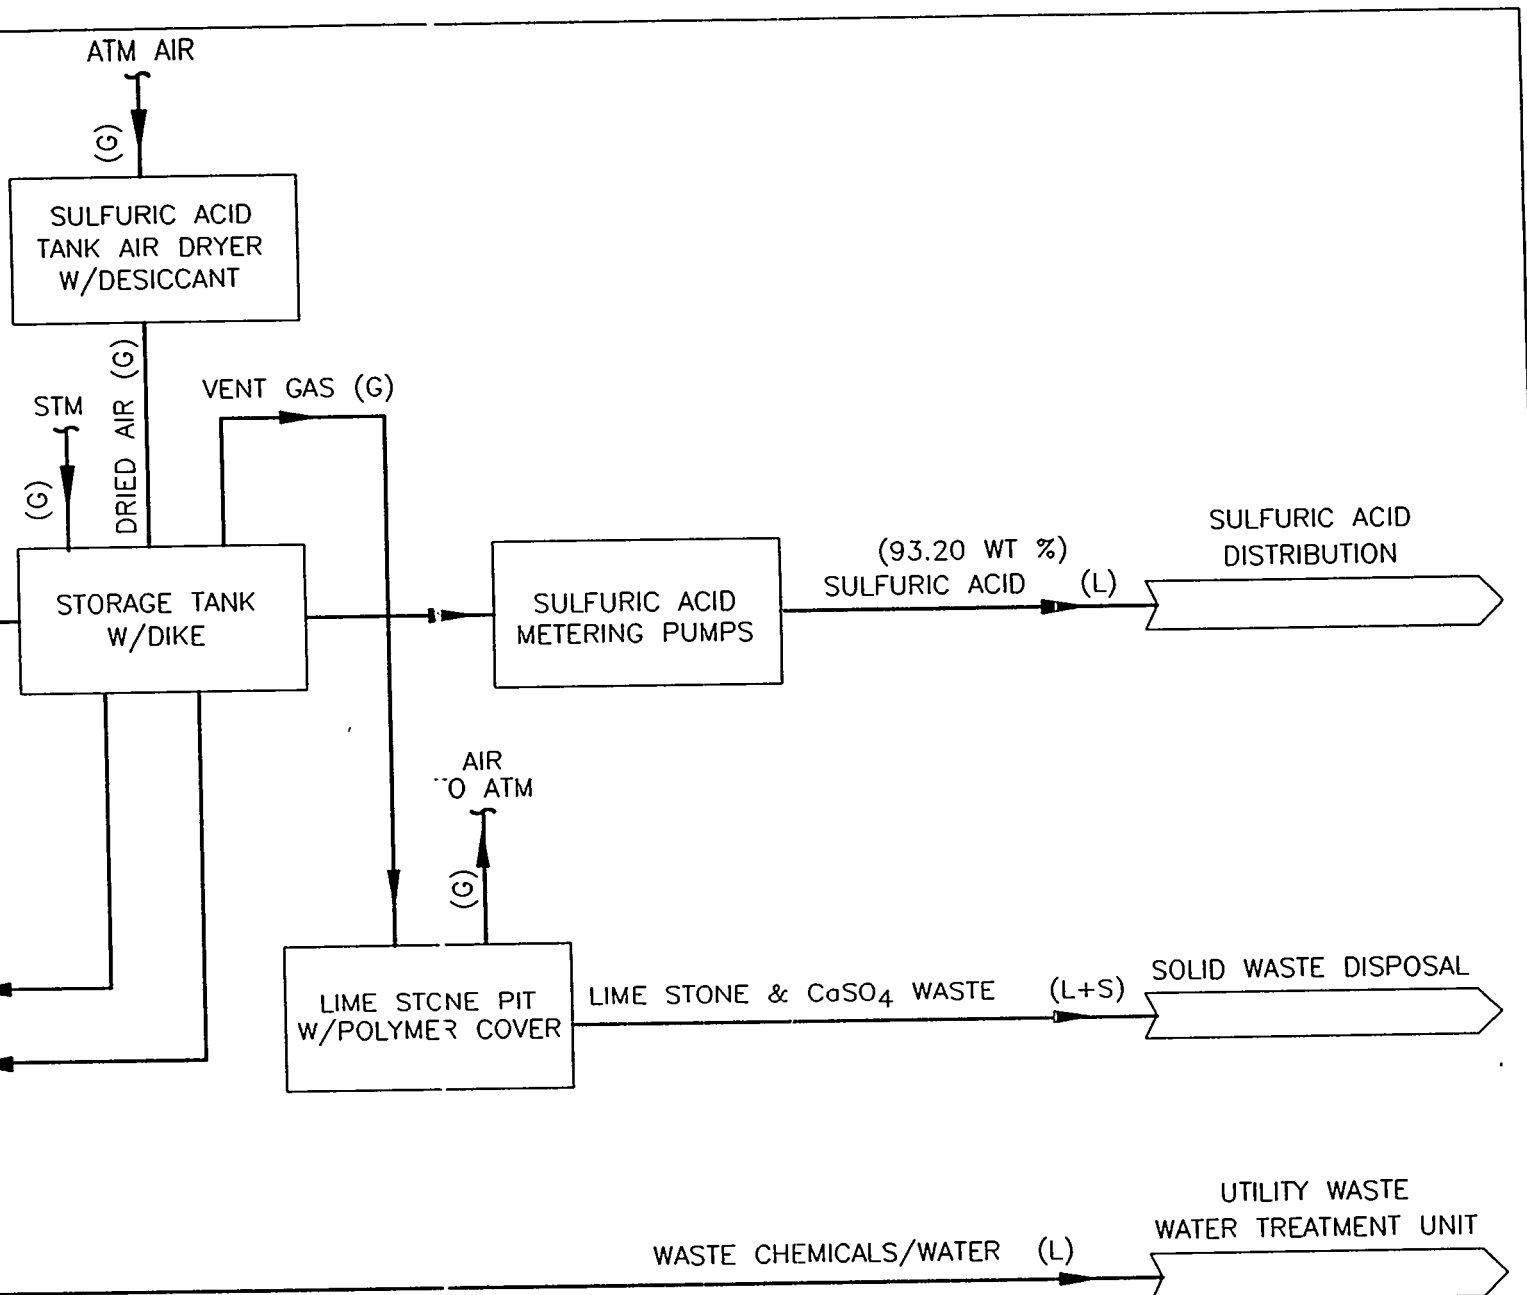 ATM AIR
(G)
SULFURIC ACID
TANK AIR DRYER
W/DESICCANT
DRIED AIR (G)
STM
(G)
VENT GAS (G)
STORAGE TANK
W/DIKE
SULFURIC ACID
METERING PUMPS
(93.20 WT %)
SULFURIC ACID (L)
SULFURIC ACID
DISTRIBUTION
AIR
TO ATM
(G)
LIME STONE PIT
W/POLYMER COVER
LIME STONE & CaSO4 WASTE (L+S)
SOLID WASTE DISPOSAL
WASTE CHEMICALS/WATER (L)
UTILITY WASTE
WATER TREATMENT UNIT